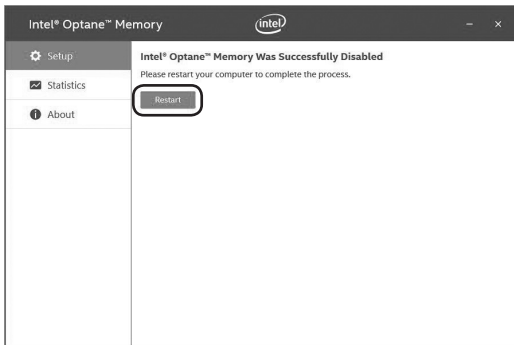 Intel® Optane™ Memory
intel
Setup
Intel® Optane™ Memory Was Successfully Disabled
Please restart your computer to complete the process.
Statistics
Restart
About